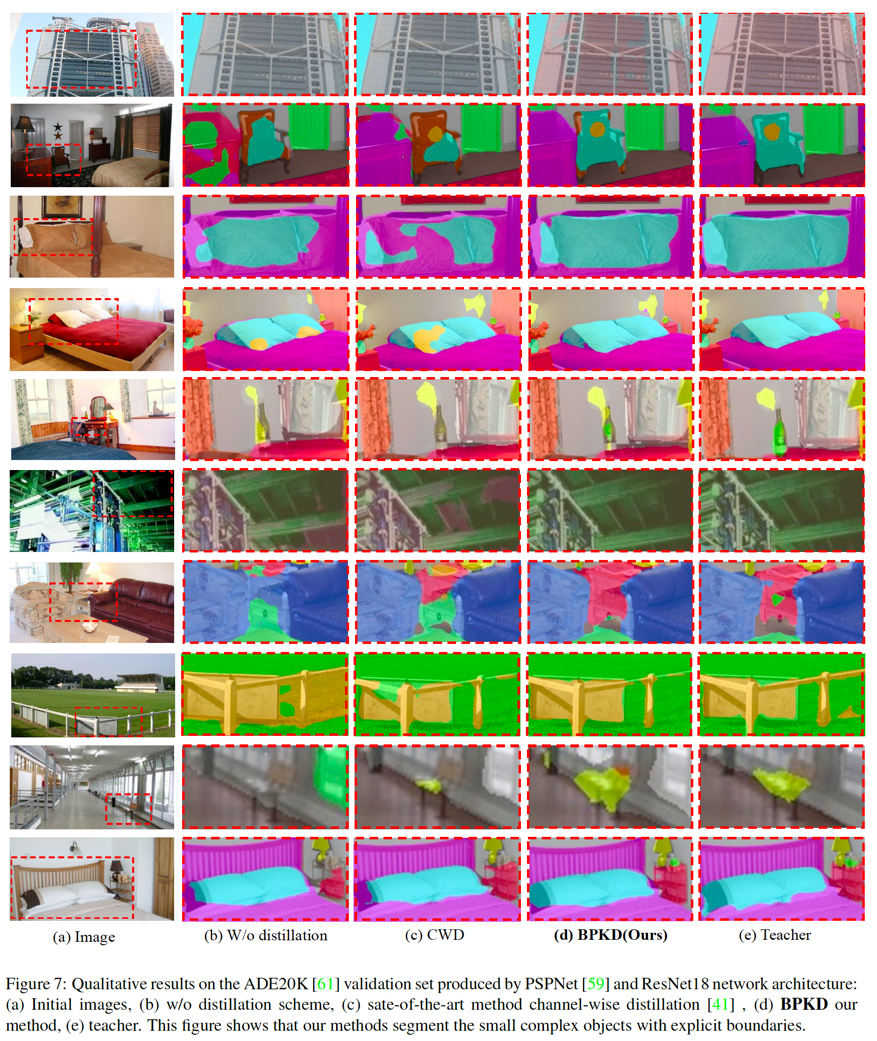 (a) Image (b) W/o distillation (c) CWD (d) BPKD(Ours) (e) Teacher
Figure 7: Qualitative results on the ADE20K [61] validation set produced by PSPNet [59] and ResNet18 network architecture:
(a) Initial images, (b) w/o distillation scheme, (c) sate-of-the-art method channel-wise distillation [41] , (d) BPKD our
method, (e) teacher. This figure shows that our methods segment the small complex objects with explicit boundaries.